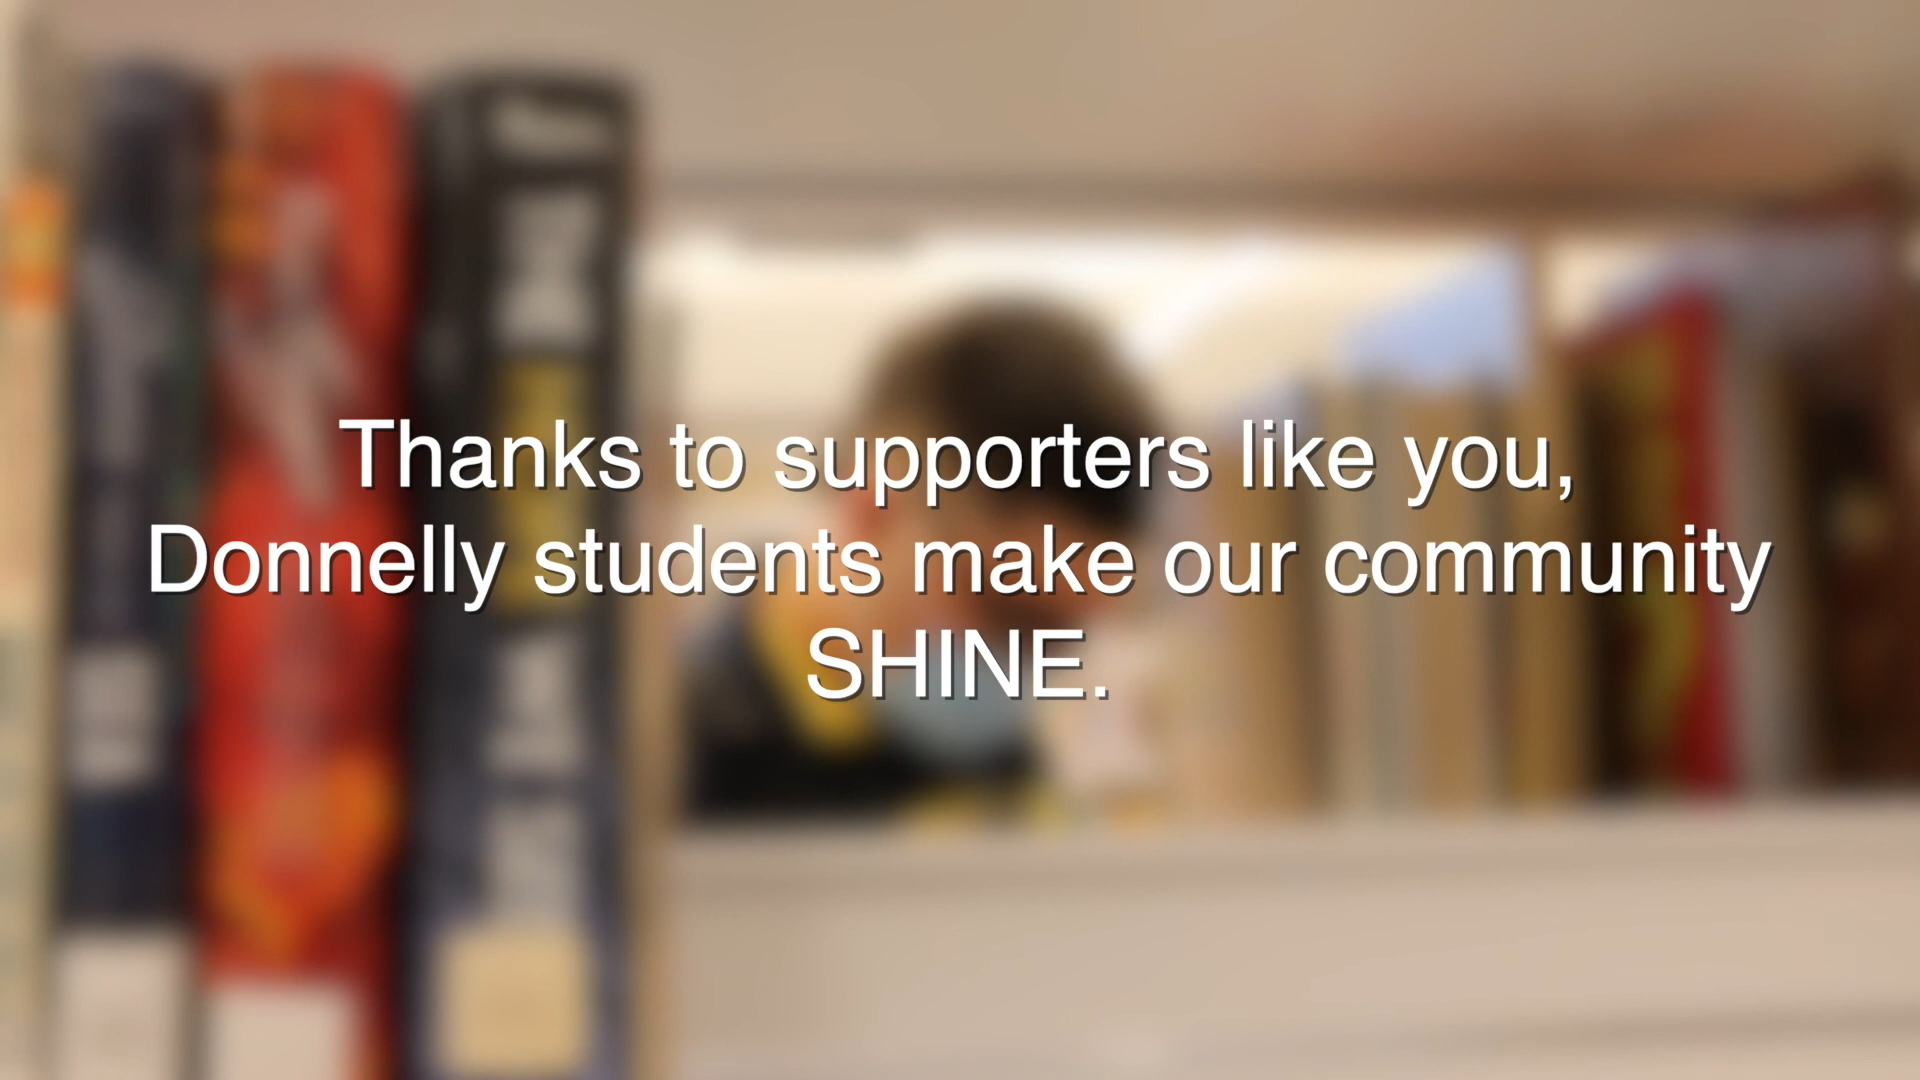 Thanks to supporters like you,
Donnelly students make our community
SHINE.